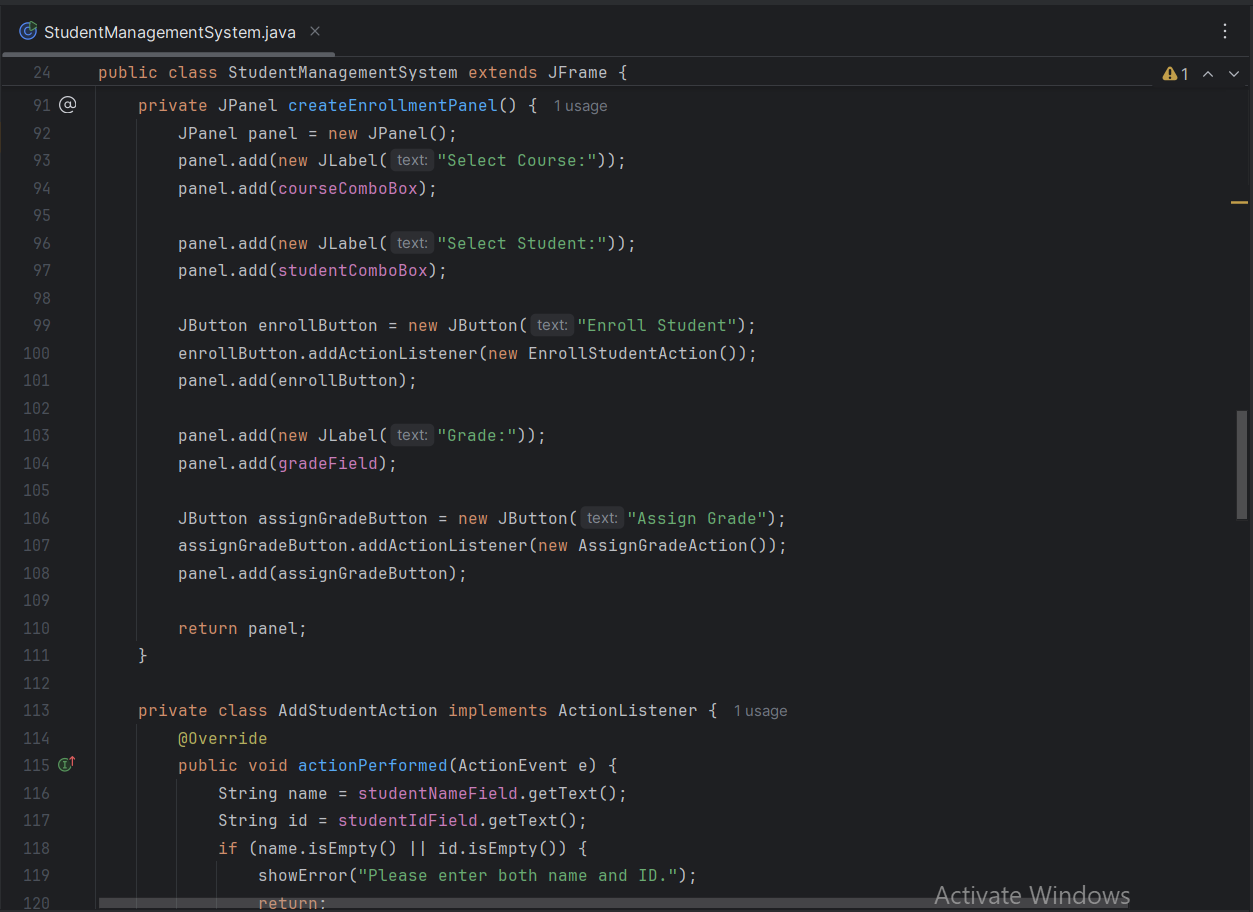 StudentManagementSystem.java
24 public class StudentManagementSystem extends JFrame { 1
91 @ private JPanel createEnrollmentPanel() { 1 usage
92 JPanel panel = new JPanel();
93 panel.add(new JLabel( text: "Select Course:"));
94 panel.add(courseComboBox);
95
96 panel.add(new JLabel( text: "Select Student:"));
97 panel.add(studentComboBox);
98
99 JButton enrollButton = new JButton( text: "Enroll Student");
100 enrollButton.addActionListener(new EnrollStudentAction());
101 panel.add(enrollButton);
102
103 panel.add(new JLabel( text: "Grade:"));
104 panel.add(gradeField);
105
106 JButton assignGradeButton = new JButton( text: "Assign Grade");
107 assignGradeButton.addActionListener(new AssignGradeAction());
108 panel.add(assignGradeButton);
109
110 return panel;
111 }
112
113 private class AddStudentAction implements ActionListener { 1 usage
114 @Override
115 public void actionPerformed(ActionEvent e) {
116 String name = studentNameField.getText();
117 String id = studentIdField.getText();
118 if (name.isEmpty() || id.isEmpty()) {
119 showError("Please enter both name and ID.");
120 return;
Activate Windows